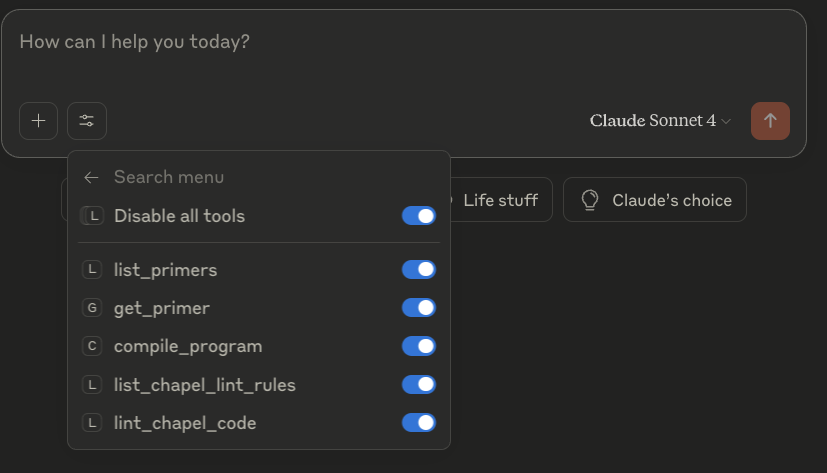 How can I help you today?
Claude Sonnet 4
Search menu
L Disable all tools
Life stuff
Claude's choice
L list_primers
G get_primer
C compile_program
L list_chapel_lint_rules
L lint_chapel_code